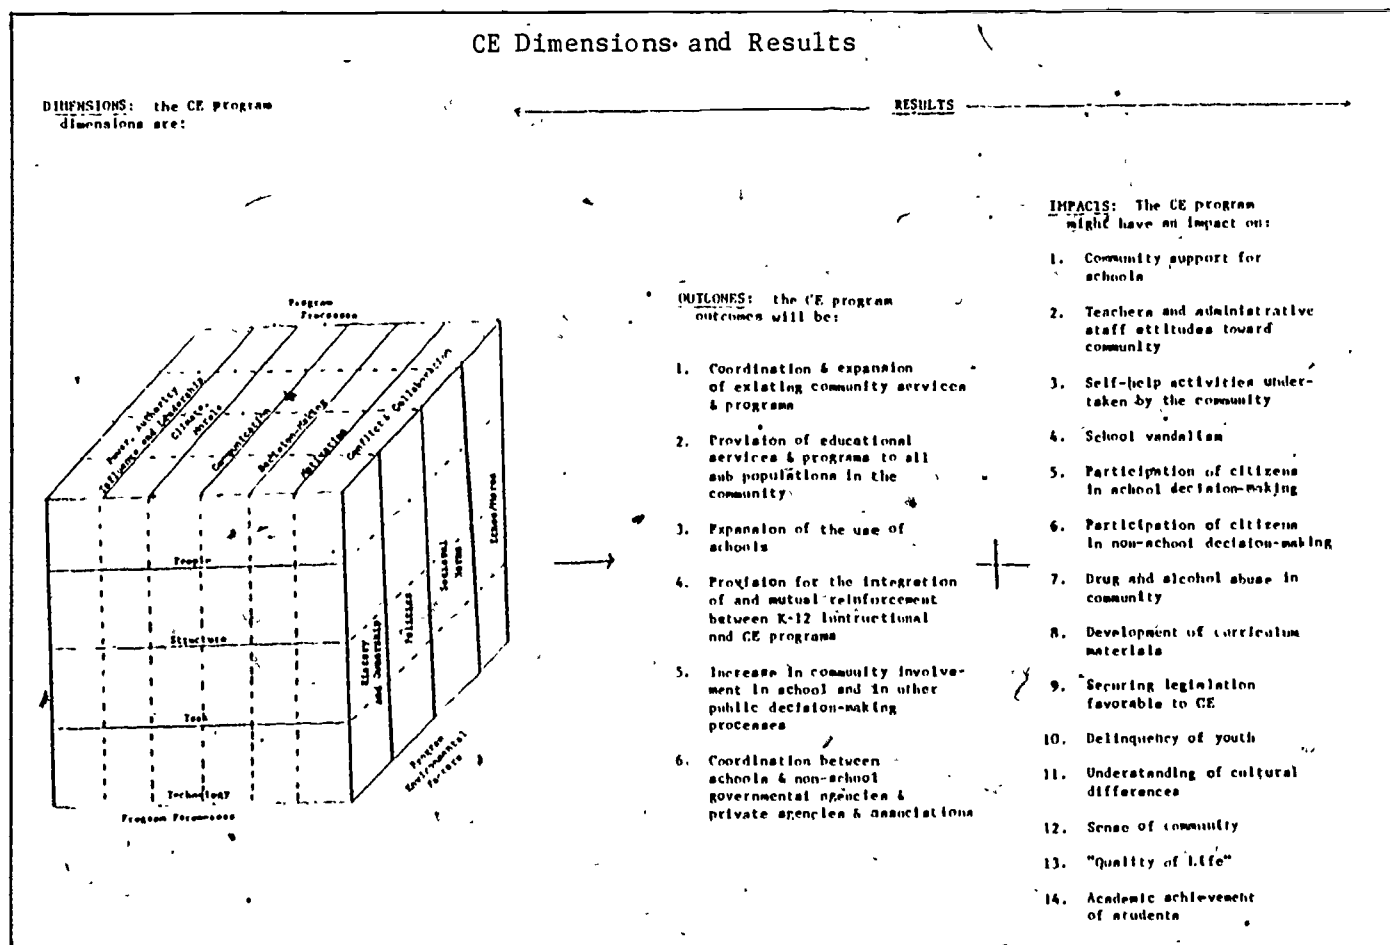 CE Dimensions and Results
DIMENSIONS: the CE program
dimensions are:
RESULTS
Program
Processes
Power, Authority
Influence and Leadership
Climate,
Morale
Communication
Decision-Making
Motivation
Conflict & Collaboration
People
Structure
Task
Technology
History
and Ownership
Policies
Societal
Norms
Ethos/Mores
Program
Environmental
Factors
Program
OUTCOMES: the CE program
outcomes will be:
1. Coordination & expansion
of existing community services
& programs
2. Provision of educational
services & programs to all
sub populations in the
community
3. Expansion of the use of
schools
4. Provision for the integration
of and mutual reinforcement
between K-12 instructional
and CE programs
5. Increase in community involve-
ment in school and in other
public decision-making
processes
6. Coordination between
schools & non-school
governmental agencies &
private agencies & associations
IMPACTS: The CE program
might have an impact on:
1. Community support for
schools
2. Teachers and administrative
staff attitudes toward
community
3. Self-help activities under-
taken by the community
4. School vandalism
5. Participation of citizens
in school decision-making
6. Participation of citizens
in non-school decision-making
7. Drug and alcohol abuse in
community
8. Development of curriculum
materials
9. Securing legislation
favorable to CE
10. Delinquency of youth
11. Understanding of cultural
differences
12. Sense of community
13. "Quality of Life"
14. Academic achievement
of students